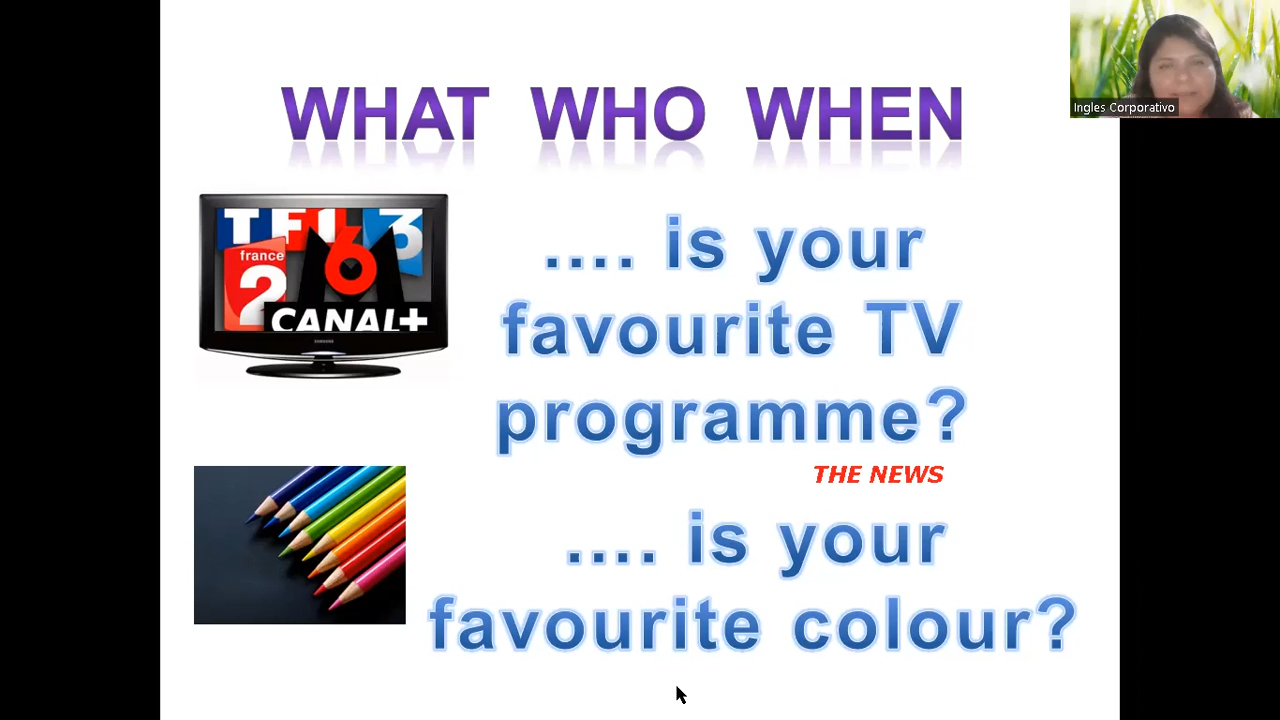 WHAT WHO WHEN
Ingles Corporativo
TF1 3
france
2
6
CANAL+
SAMSUNG
.... is your
favourite TV
programme?
THE NEWS
.... is your
favourite colour?